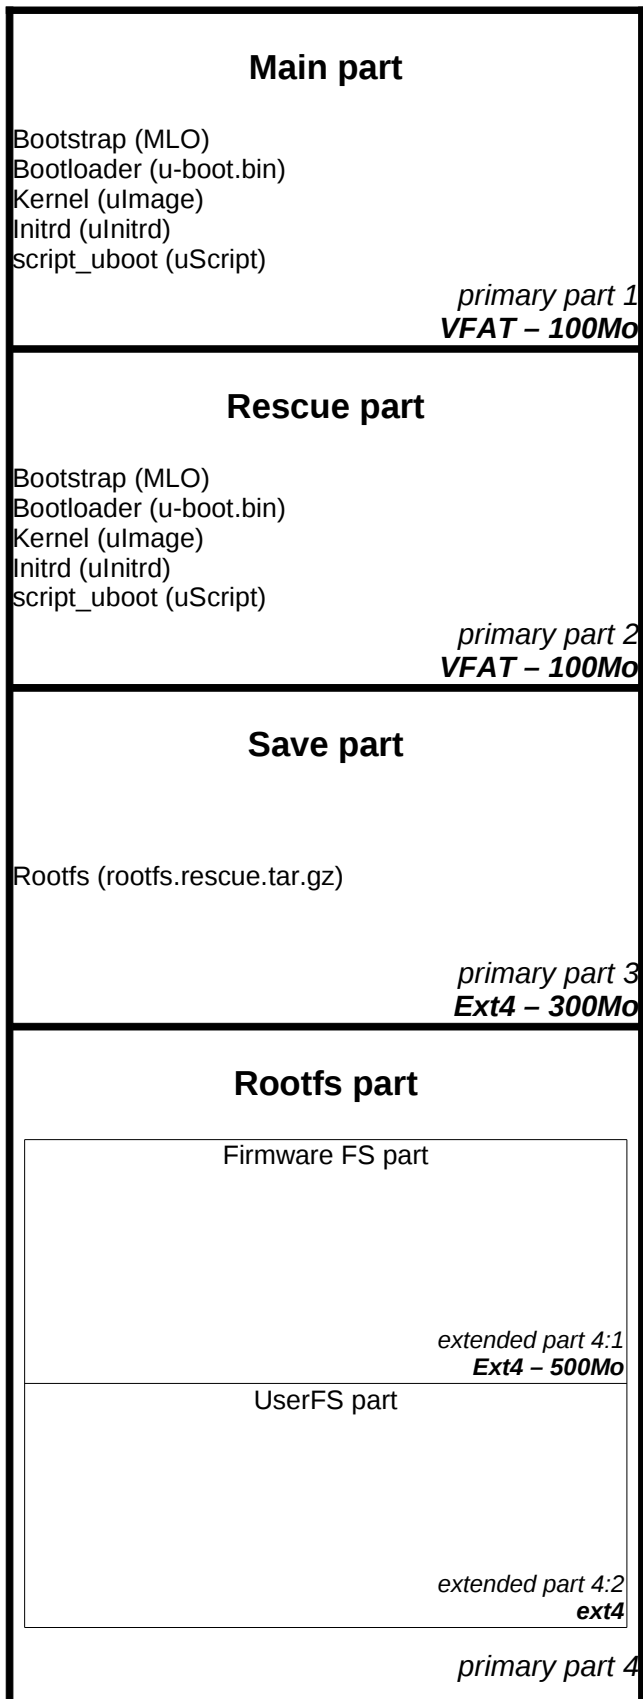 Main part
Bootstrap (MLO)
Bootloader (u-boot.bin)
Kernel (uImage)
Initrd (uInitrd)
script_uboot (uScript)
primary part 1
VFAT – 100Mo
Rescue part
Bootstrap (MLO)
Bootloader (u-boot.bin)
Kernel (uImage)
Initrd (uInitrd)
script_uboot (uScript)
primary part 2
VFAT – 100Mo
Save part
Rootfs (rootfs.rescue.tar.gz)
primary part 3
Ext4 – 300Mo
Rootfs part
Firmware FS part
extended part 4:1
Ext4 – 500Mo
UserFS part
extended part 4:2
ext4
primary part 4